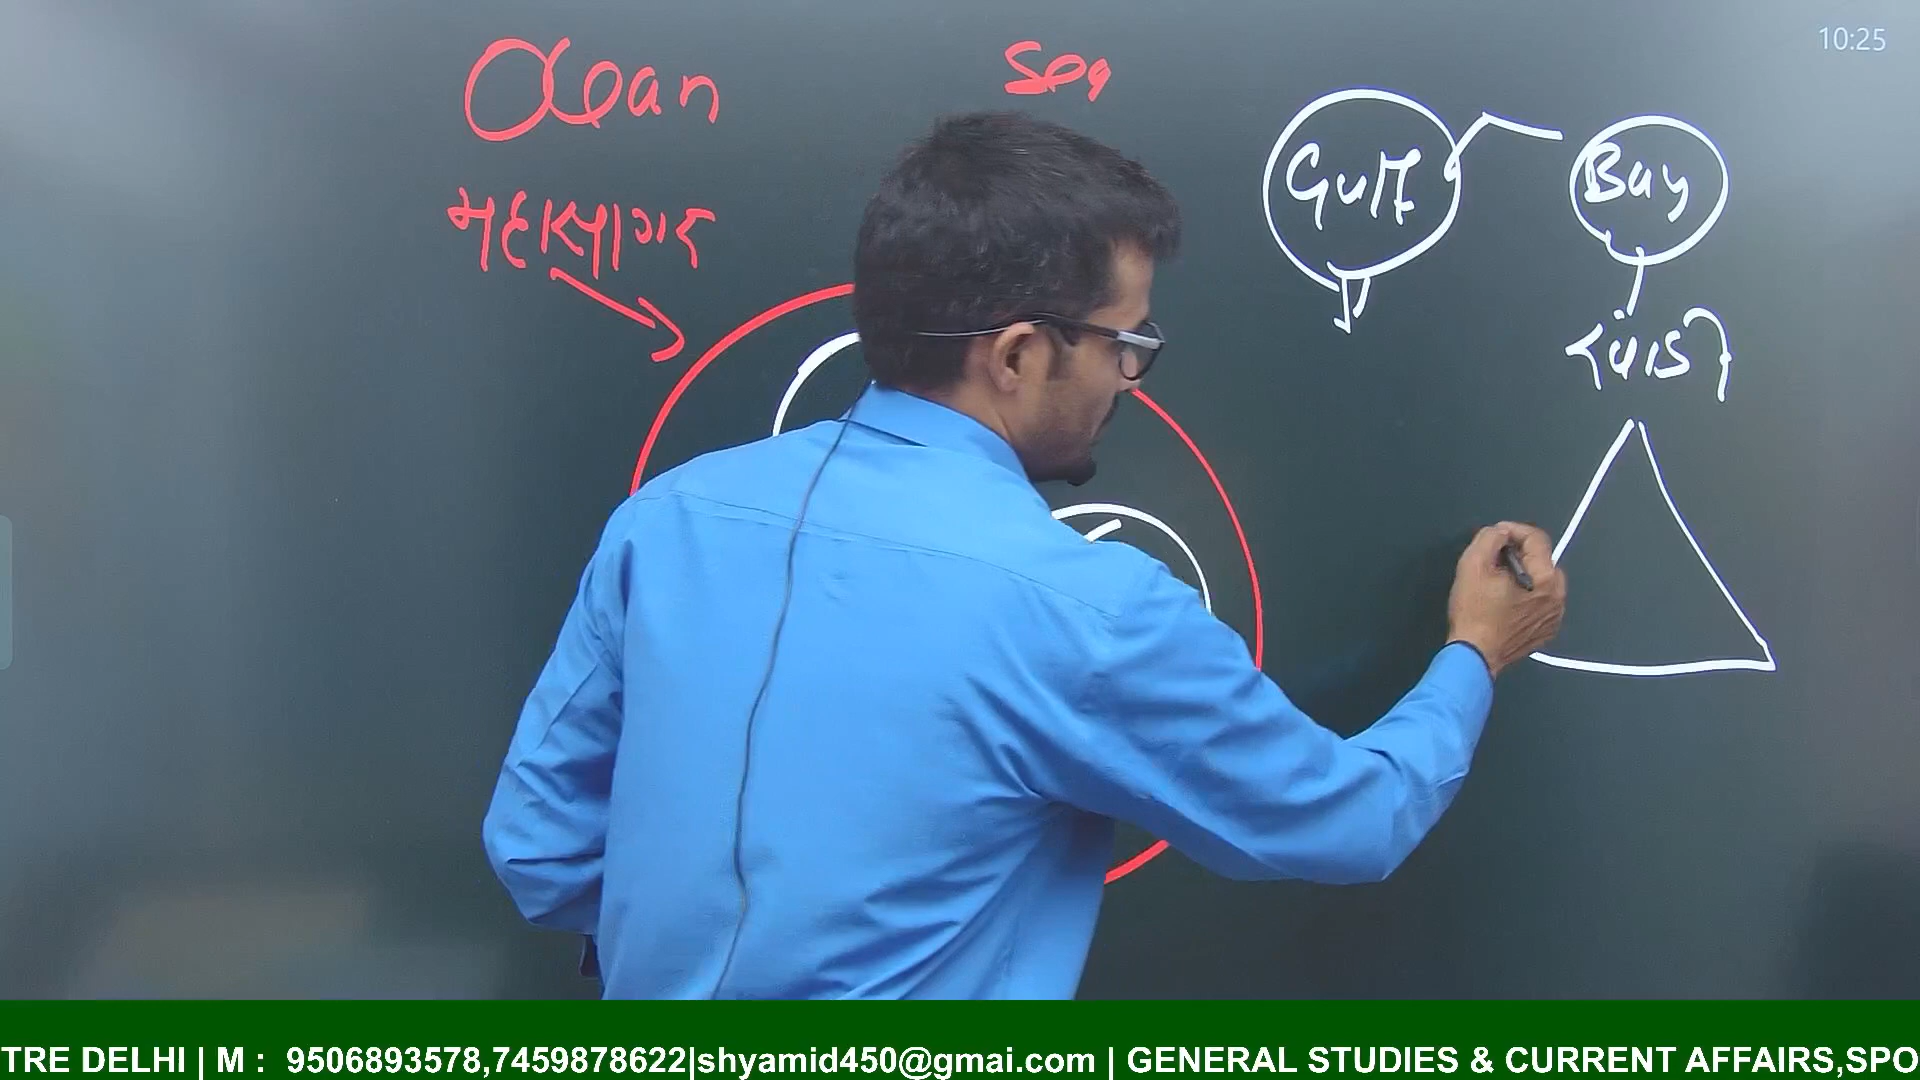 Ocean
Sea
10:25
Gulf
Bay
महासागर
खाड़ी
TRE DELHI | M : 9506893578,7459878622|shyamid450@gmai.com | GENERAL STUDIES & CURRENT AFFAIRS,SPO